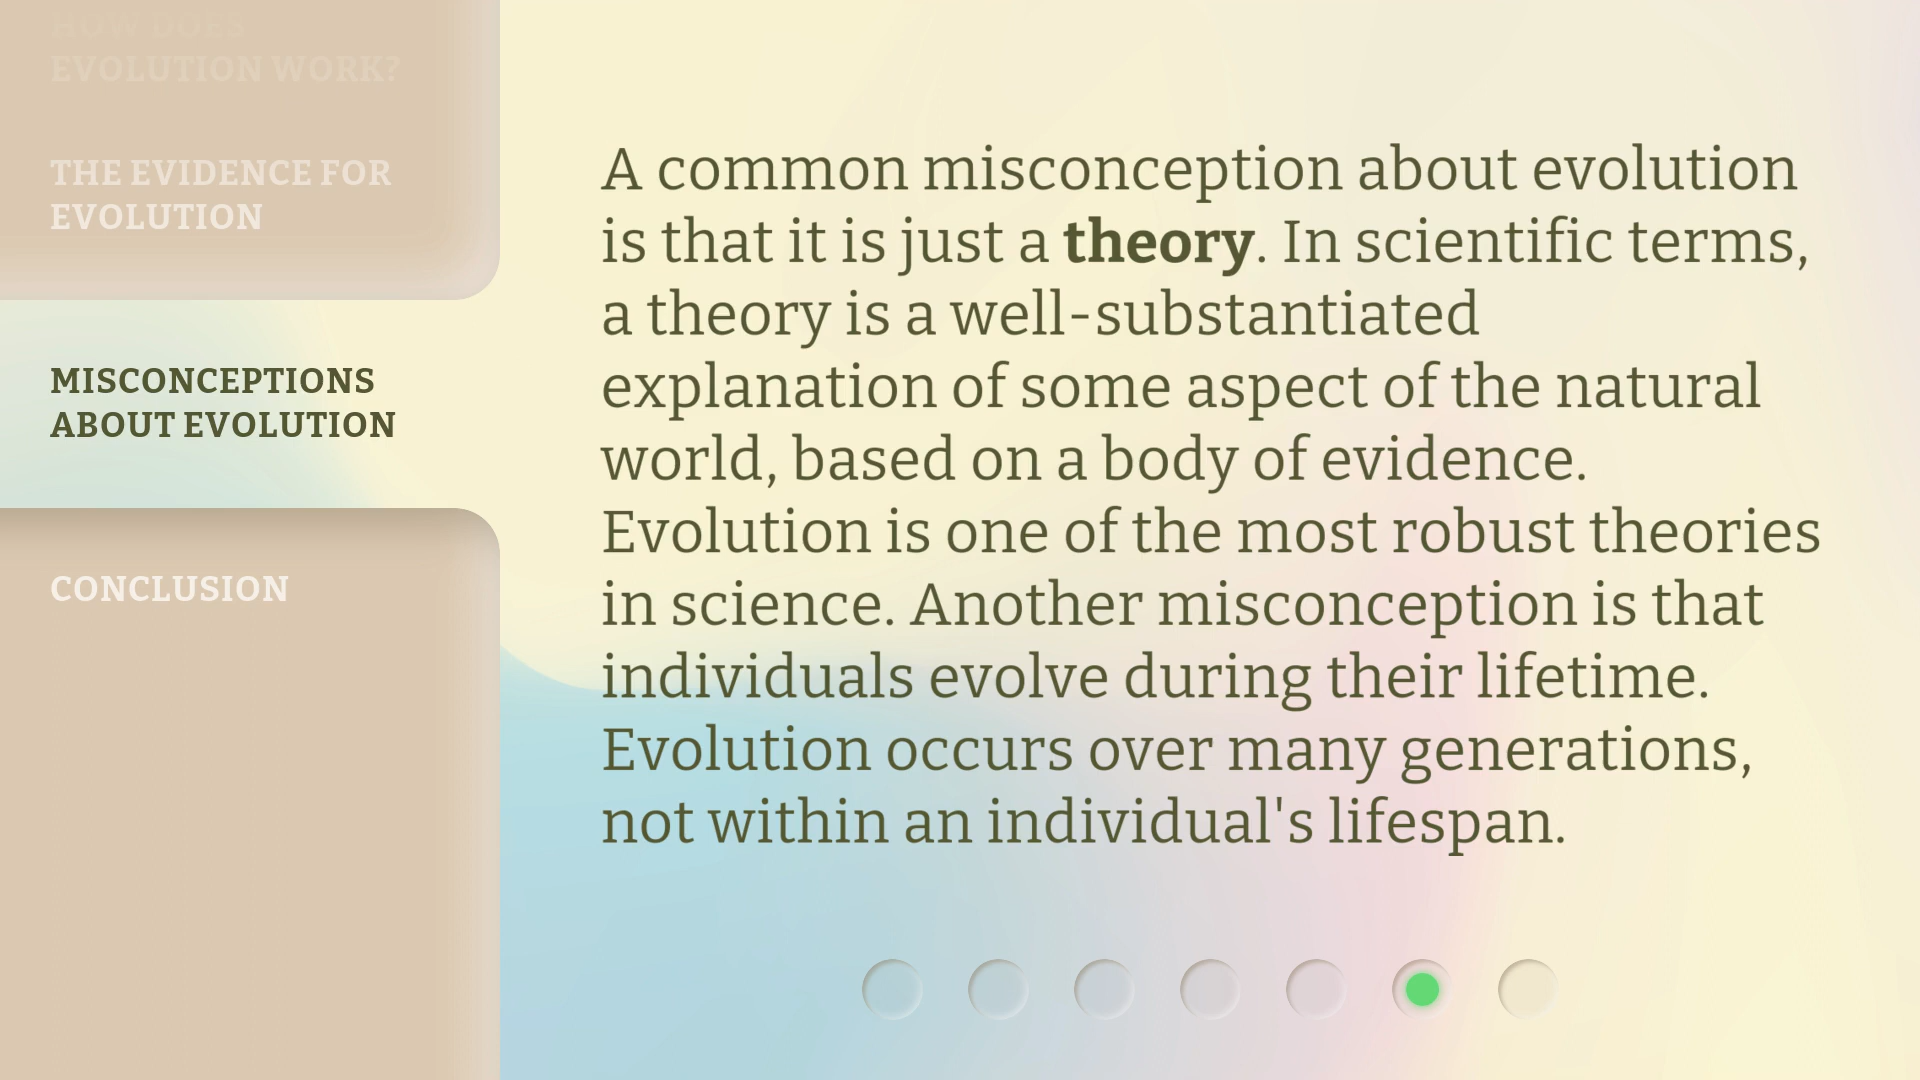 HOW DOES
EVOLUTION WORK?
THE EVIDENCE FOR
EVOLUTION
MISCONCEPTIONS
ABOUT EVOLUTION
CONCLUSION
A common misconception about evolution
is that it is just a theory. In scientific terms,
a theory is a well-substantiated
explanation of some aspect of the natural
world, based on a body of evidence.
Evolution is one of the most robust theories
in science. Another misconception is that
individuals evolve during their lifetime.
Evolution occurs over many generations,
not within an individual's lifespan.